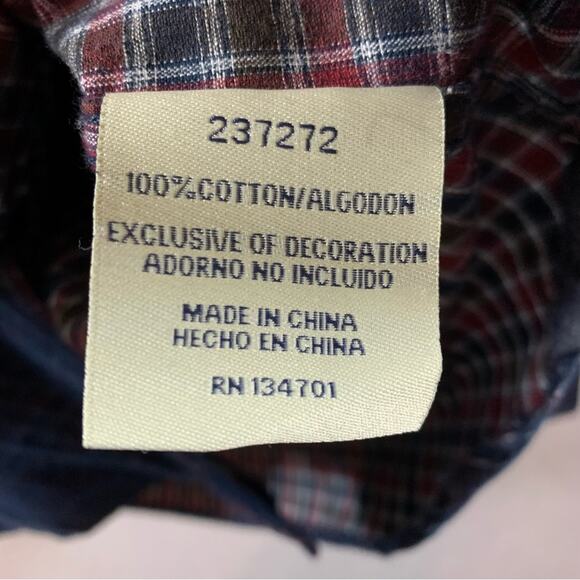 237272
100%COTTON/ALGODON
EXCLUSIVE OF DECORATION
ADORNO NO INCLUIDO
MADE IN CHINA
HECHO EN CHINA
RN 134701